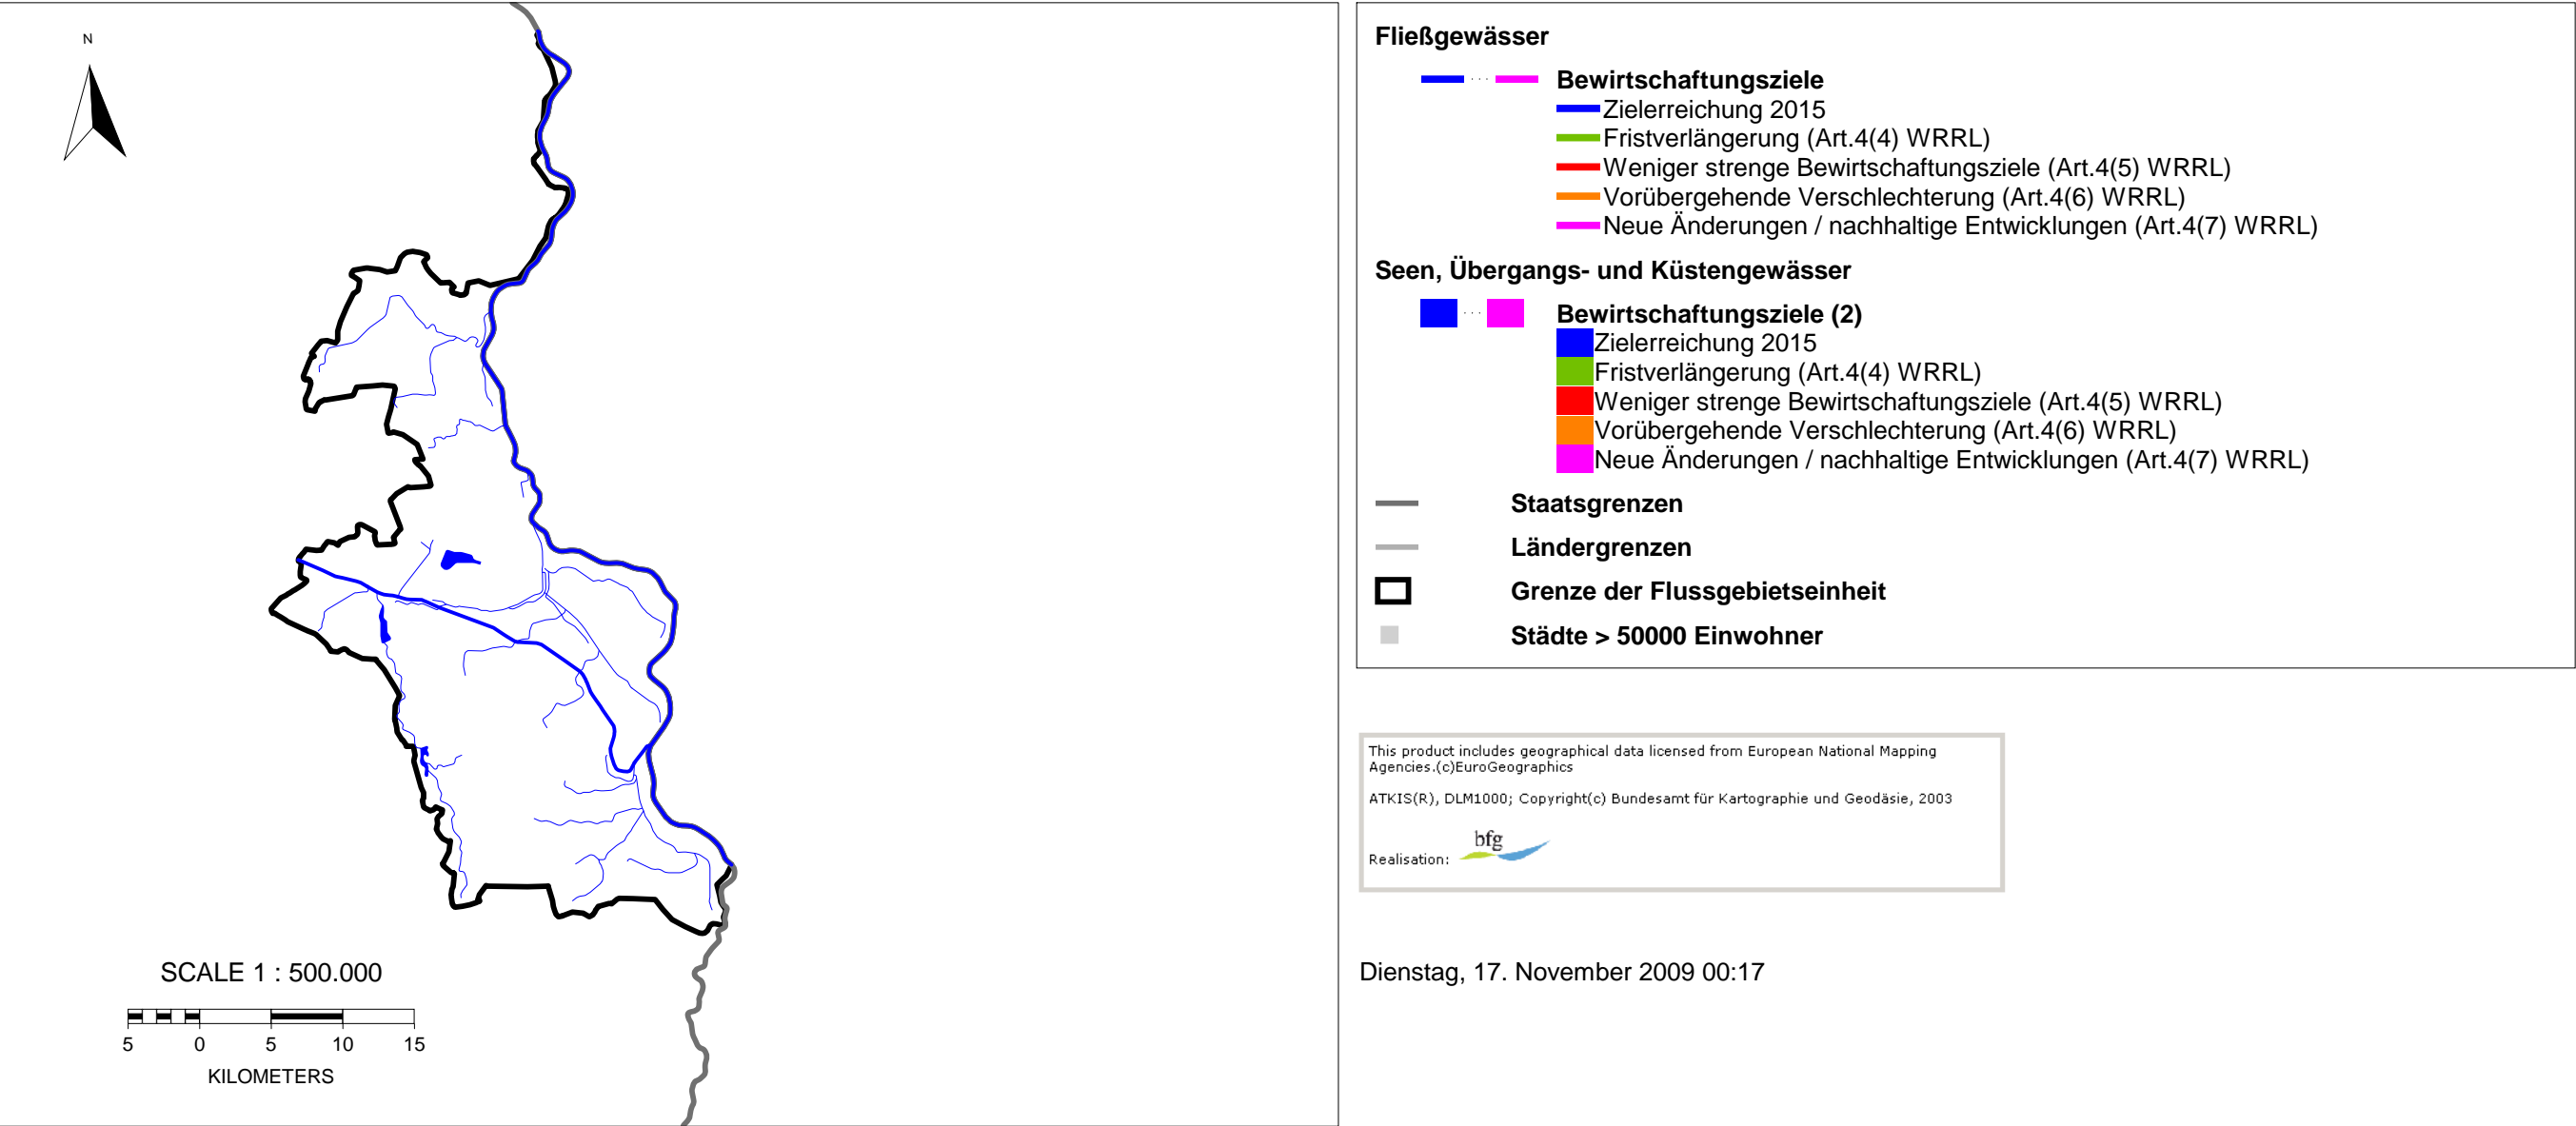 N
SCALE 1 : 500.000
5 0 5 10 15
KILOMETERS
Fließgewässer
Bewirtschaftungsziele
Zielerreichung 2015
Fristverlängerung (Art.4(4) WRRL)
Weniger strenge Bewirtschaftungsziele (Art.4(5) WRRL)
Vorübergehende Verschlechterung (Art.4(6) WRRL)
Neue Änderungen / nachhaltige Entwicklungen (Art.4(7) WRRL)
Seen, Übergangs- und Küstengewässer
Bewirtschaftungsziele (2)
Zielerreichung 2015
Fristverlängerung (Art.4(4) WRRL)
Weniger strenge Bewirtschaftungsziele (Art.4(5) WRRL)
Vorübergehende Verschlechterung (Art.4(6) WRRL)
Neue Änderungen / nachhaltige Entwicklungen (Art.4(7) WRRL)
Staatsgrenzen
Ländergrenzen
Grenze der Flussgebietseinheit
Städte > 50000 Einwohner
This product includes geographical data licensed from European National Mapping
Agencies.(c)EuroGeographics
ATKIS(R), DLM1000; Copyright(c) Bundesamt für Kartographie und Geodäsie, 2003
Realisation: bfg
Dienstag, 17. November 2009 00:17